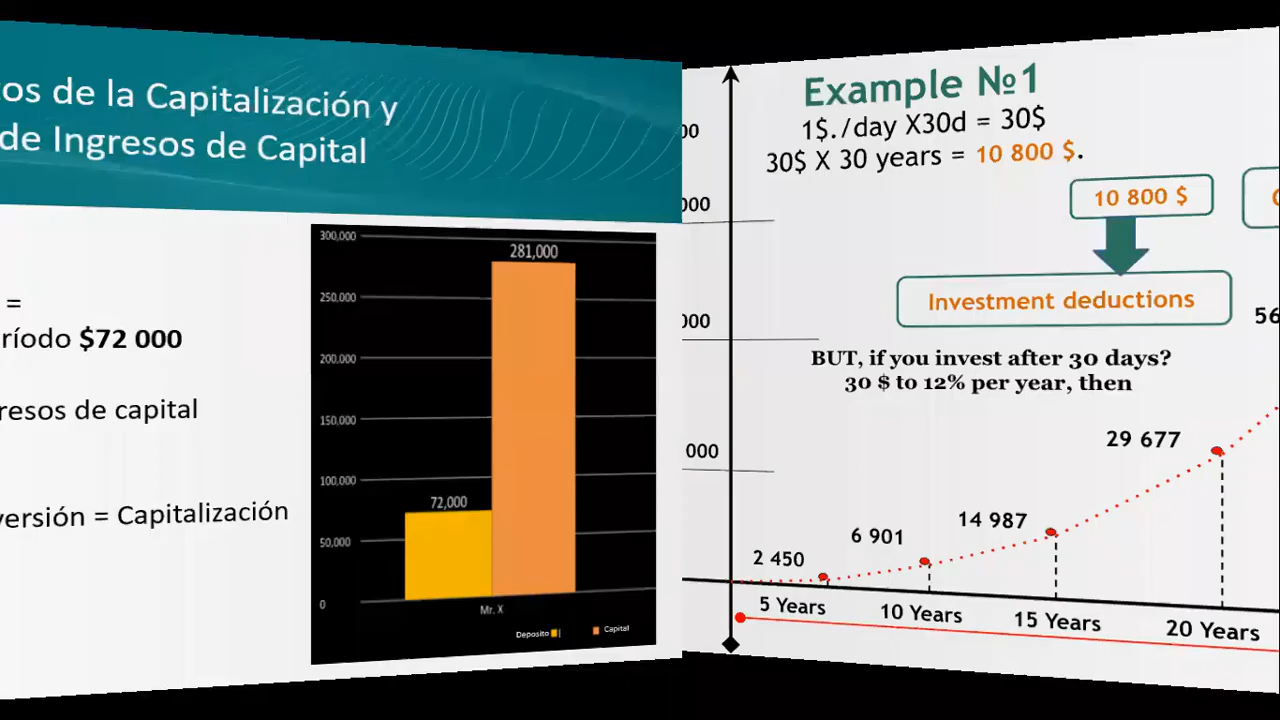 os de la Capitalización y
de Ingresos de Capital
=
$72 000
de capital
= Capitalización
300,000
250,000
200,000
150,000
100,000
50,000
0
281,000
72,000
Mr. X
Deposito
Capital
Example №1
1$./day X30d = 30$
30$ X 30 years = 10 800 $.
10 800 $
Investment deductions
BUT, if you invest after 30 days?
30 $ to 12% per year, then
00
000
000
000
56
29 677
14 987
6 901
2 450
5 Years
10 Years
15 Years
20 Years